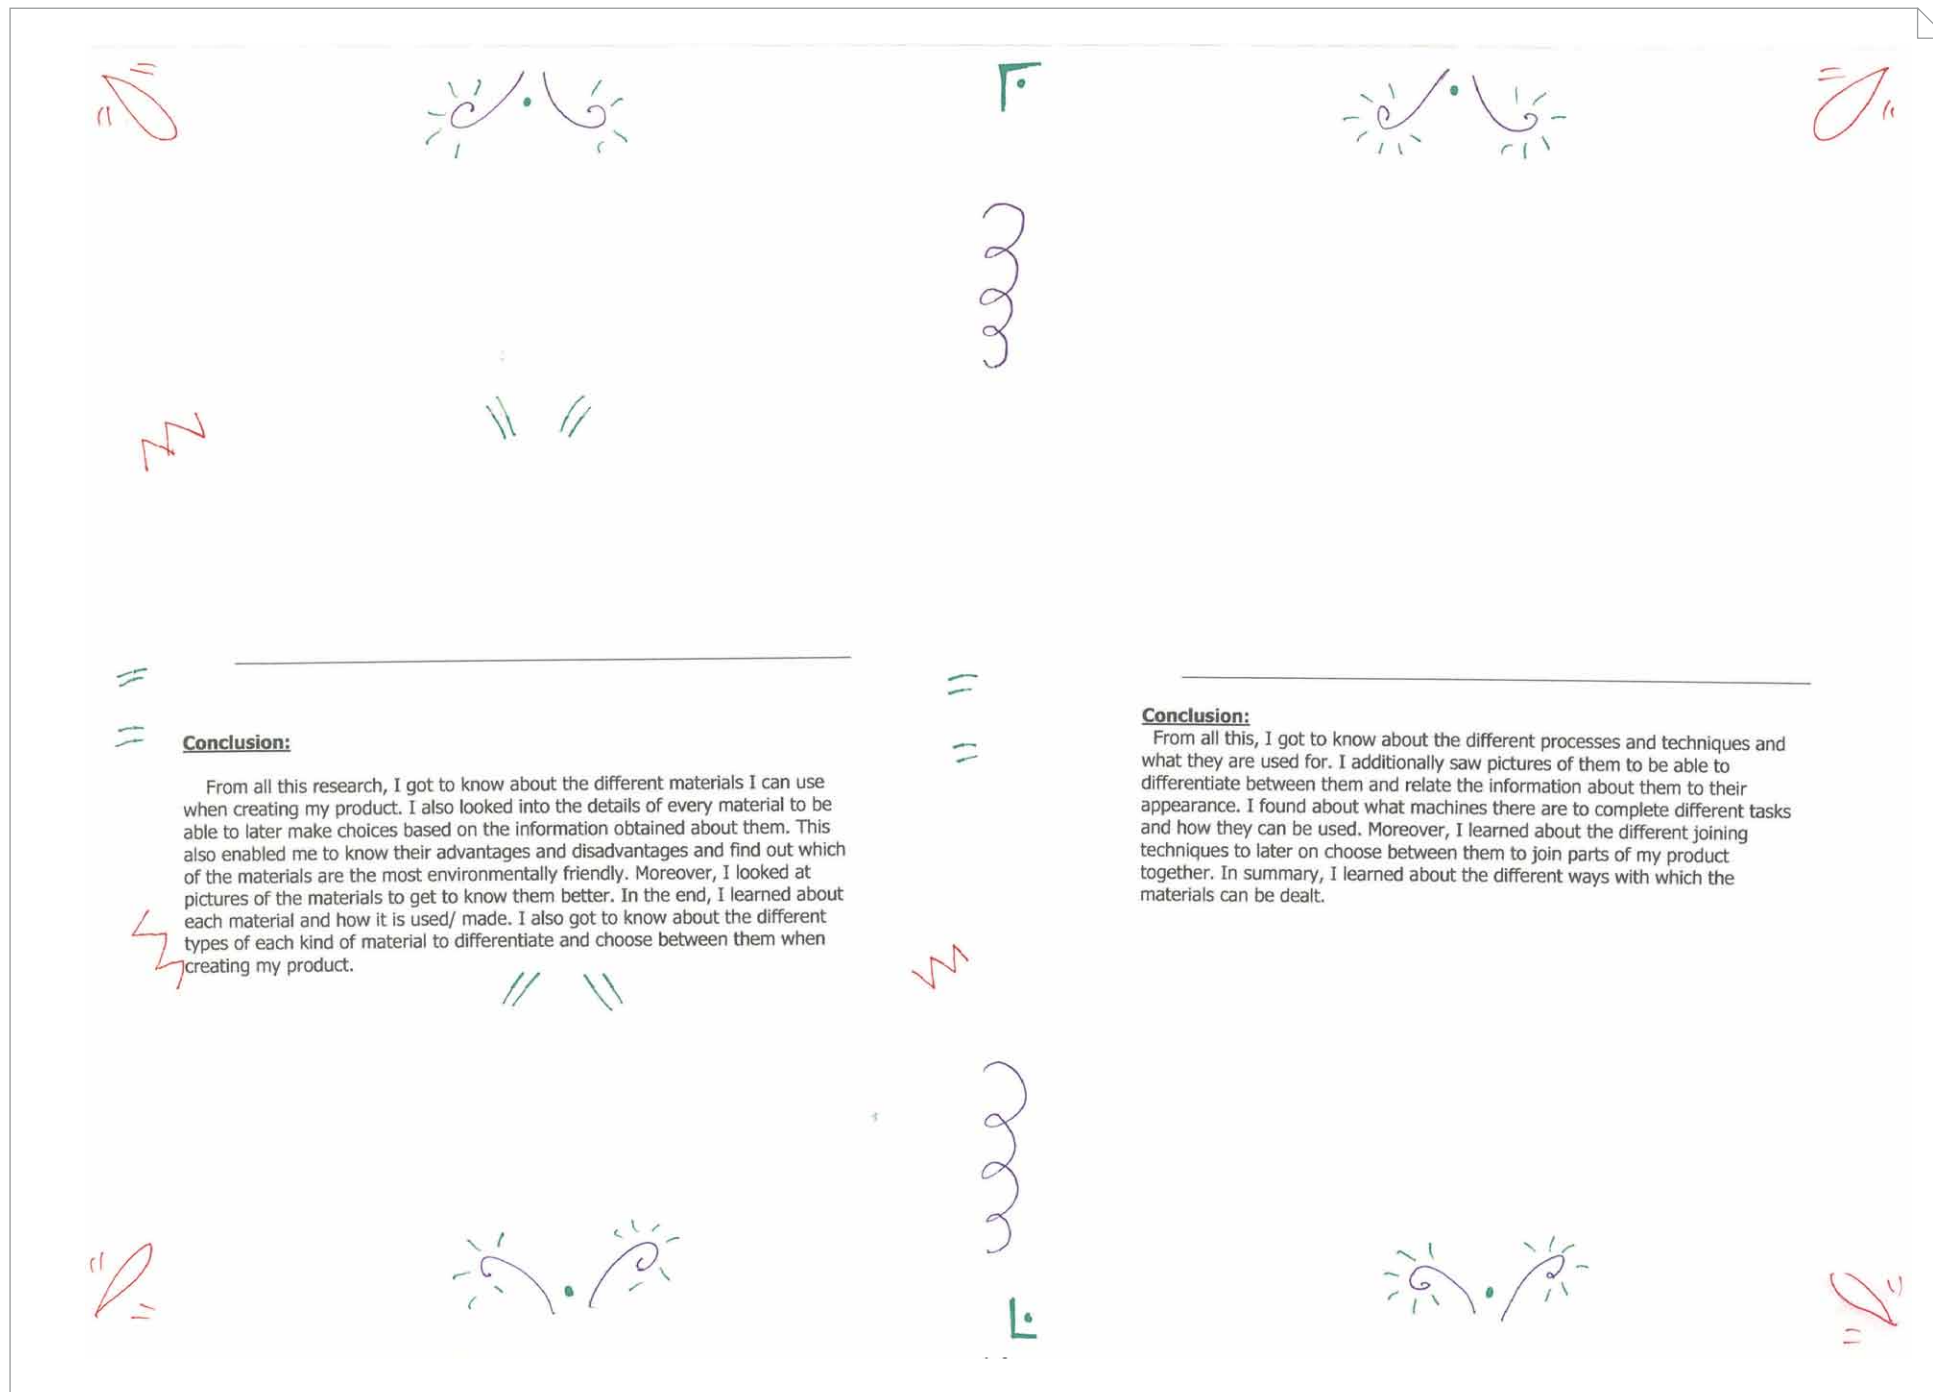 Conclusion:
From all this research, I got to know about the different materials I can use
when creating my product. I also looked into the details of every material to be
able to later make choices based on the information obtained about them. This
also enabled me to know their advantages and disadvantages and find out which
of the materials are the most environmentally friendly. Moreover, I looked at
pictures of the materials to get to know them better. In the end, I learned about
each material and how it is used/ made. I also got to know about the different
types of each kind of material to differentiate and choose between them when
creating my product.
Conclusion:
From all this, I got to know about the different processes and techniques and
what they are used for. I additionally saw pictures of them to be able to
differentiate between them and relate the information about them to their
appearance. I found about what machines there are to complete different tasks
and how they can be used. Moreover, I learned about the different joining
techniques to later on choose between them to join parts of my product
together. In summary, I learned about the different ways with which the
materials can be dealt.